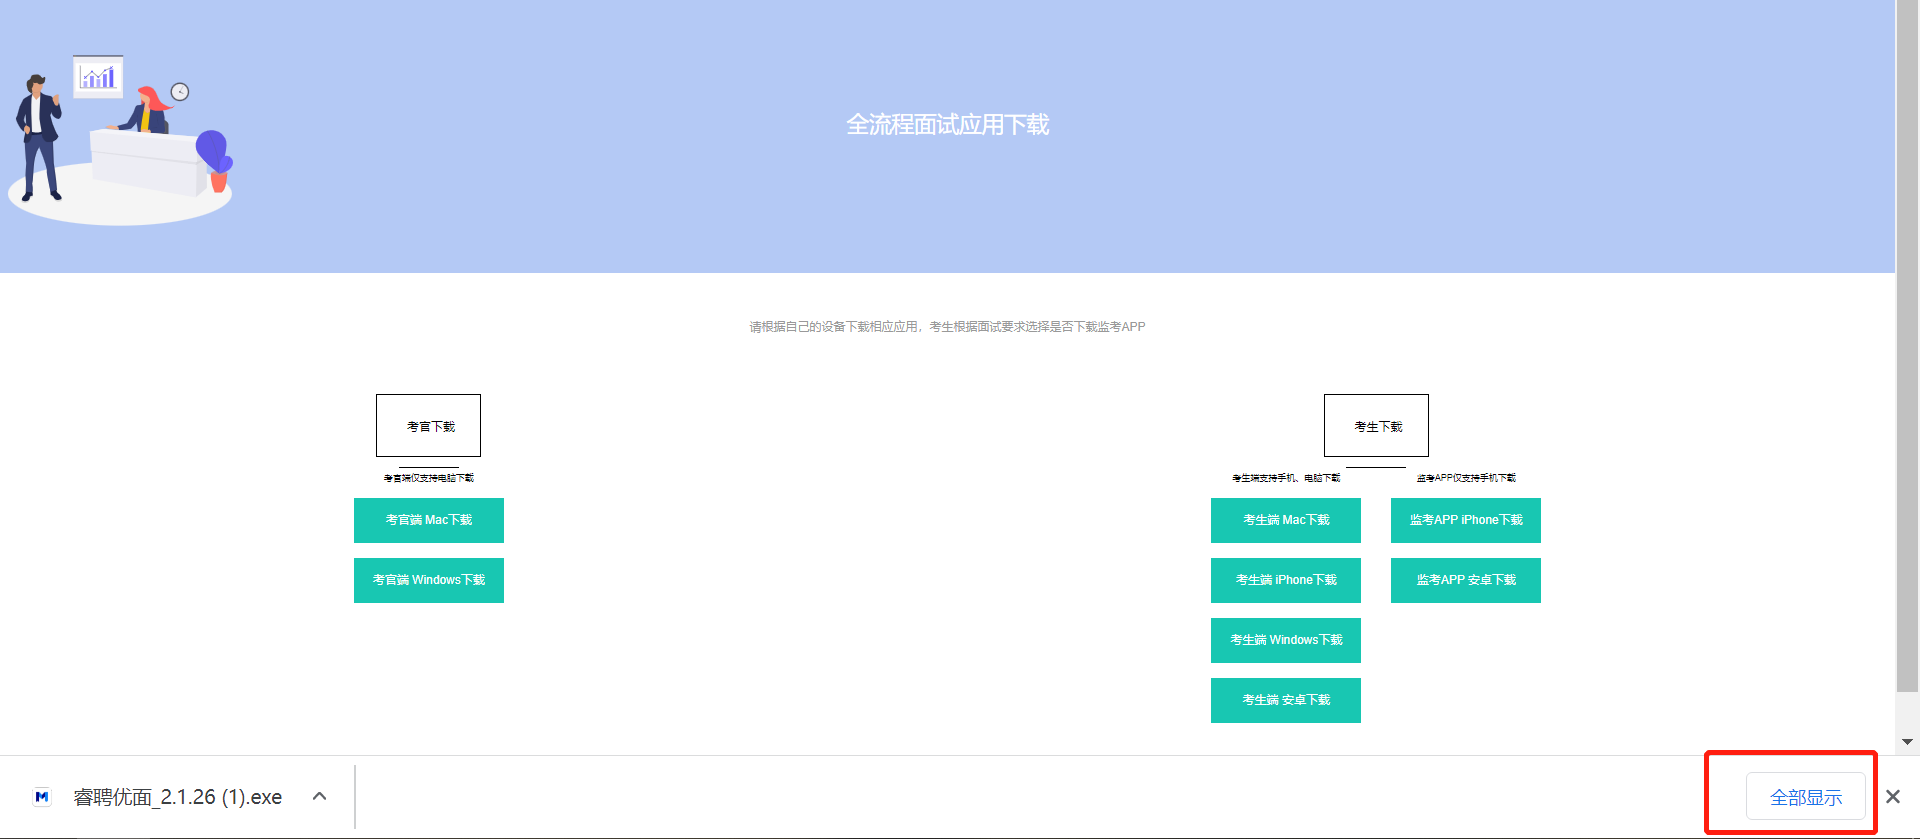 全流程面试应用下载
请根据自己的设备下载相应应用，考生根据面试要求选择是否下载监考APP
考官下载
考官端仅支持电脑下载
考官端 Mac下载
考官端 Windows下载
考生下载
考生端支持手机、电脑下载
监考APP仅支持手机下载
考生端 Mac下载
监考APP iPhone下载
考生端 iPhone下载
监考APP 安卓下载
考生端 Windows下载
考生端 安卓下载
睿聘优面_2.1.26 (1).exe
全部显示